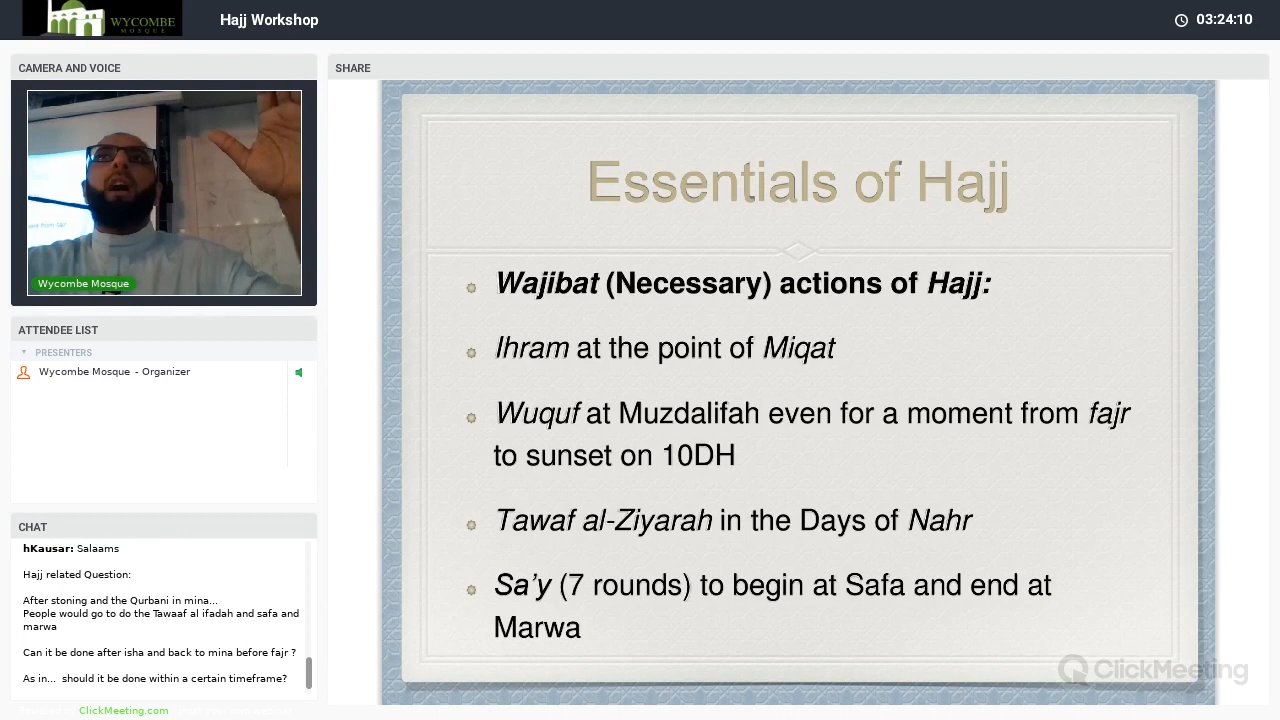 WYCOMBE
MOSQUE
Hajj Workshop
03:24:10
CAMERA AND VOICE
Wycombe Mosque
ATTENDEE LIST
PRESENTERS
Wycombe Mosque - Organizer
CHAT
hKausar: Salaams
Hajj related Question:
After stoning and the Qurbani in mina...
People would go to do the Tawaaf al ifadah and safa and
marwa
Can it be done after isha and back to mina before fajr ?
As in... should it be done within a certain timeframe?
ClickMeeting.com
SHARE
Essentials of Hajj
Wajibat (Necessary) actions of Hajj:
Ihram at the point of Miqat
Wuquf at Muzdalifah even for a moment from fajr
to sunset on 10DH
Tawaf al-Ziyarah in the Days of Nahr
Sa’y (7 rounds) to begin at Safa and end at
Marwa
ClickMeeting